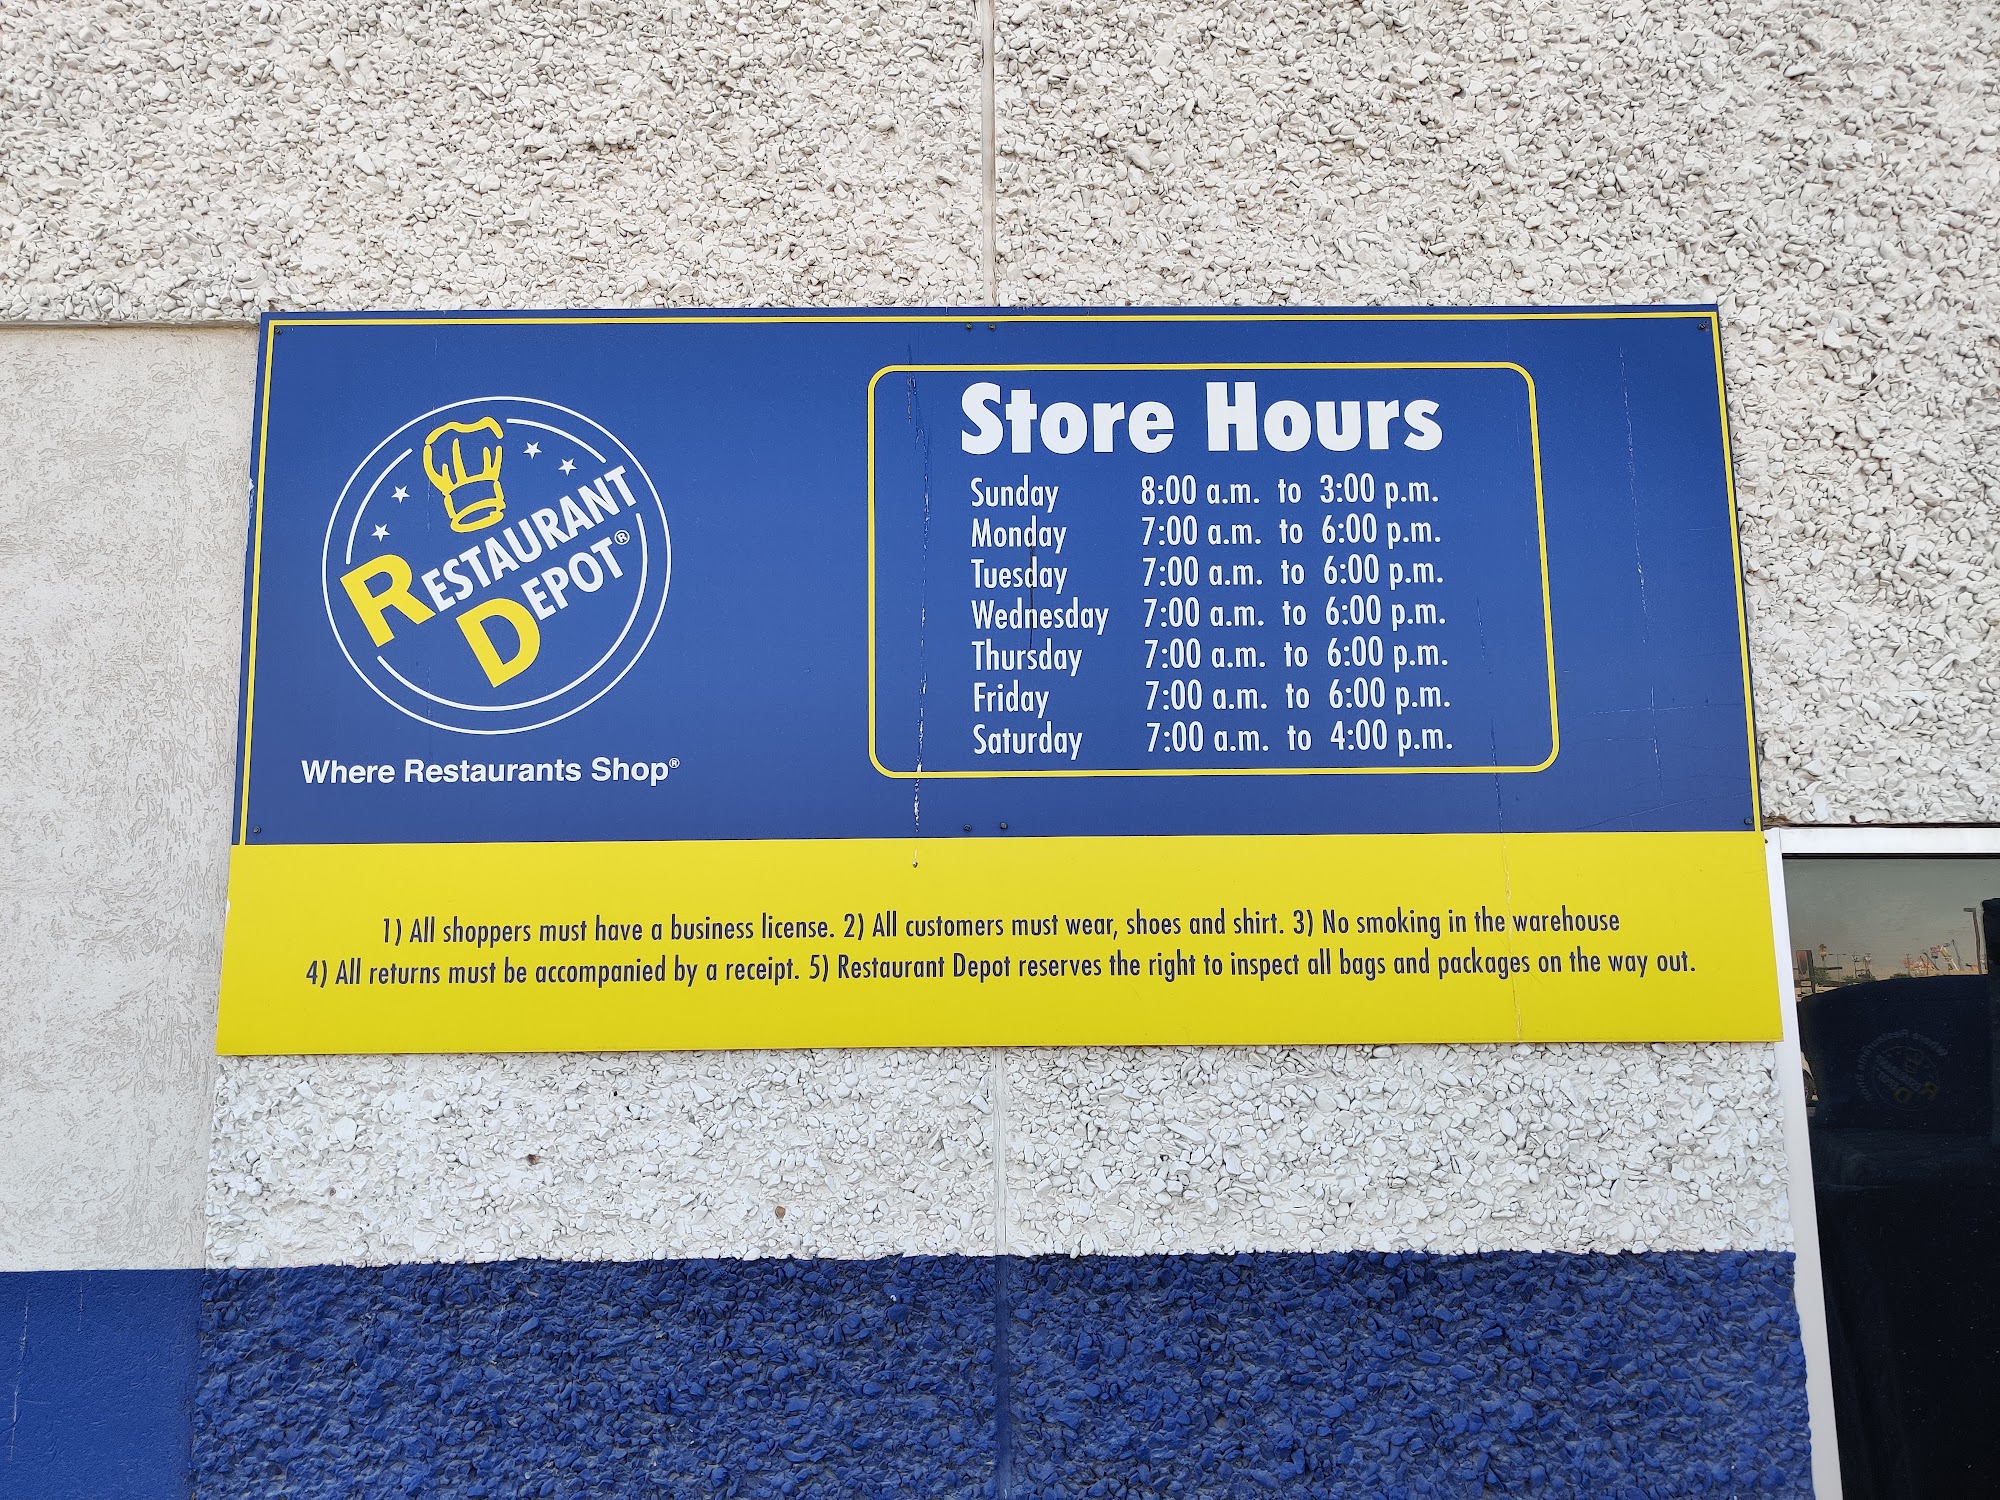 RESTAURANT
DEPOT®
Where Restaurants Shop®
Store Hours
Sunday 8:00 a.m. to 3:00 p.m.
Monday 7:00 a.m. to 6:00 p.m.
Tuesday 7:00 a.m. to 6:00 p.m.
Wednesday 7:00 a.m. to 6:00 p.m.
Thursday 7:00 a.m. to 6:00 p.m.
Friday 7:00 a.m. to 6:00 p.m.
Saturday 7:00 a.m. to 4:00 p.m.
1) All shoppers must have a business license. 2) All customers must wear, shoes and shirt. 3) No smoking in the warehouse
4) All returns must be accompanied by a receipt. 5) Restaurant Depot reserves the right to inspect all bags and packages on the way out.